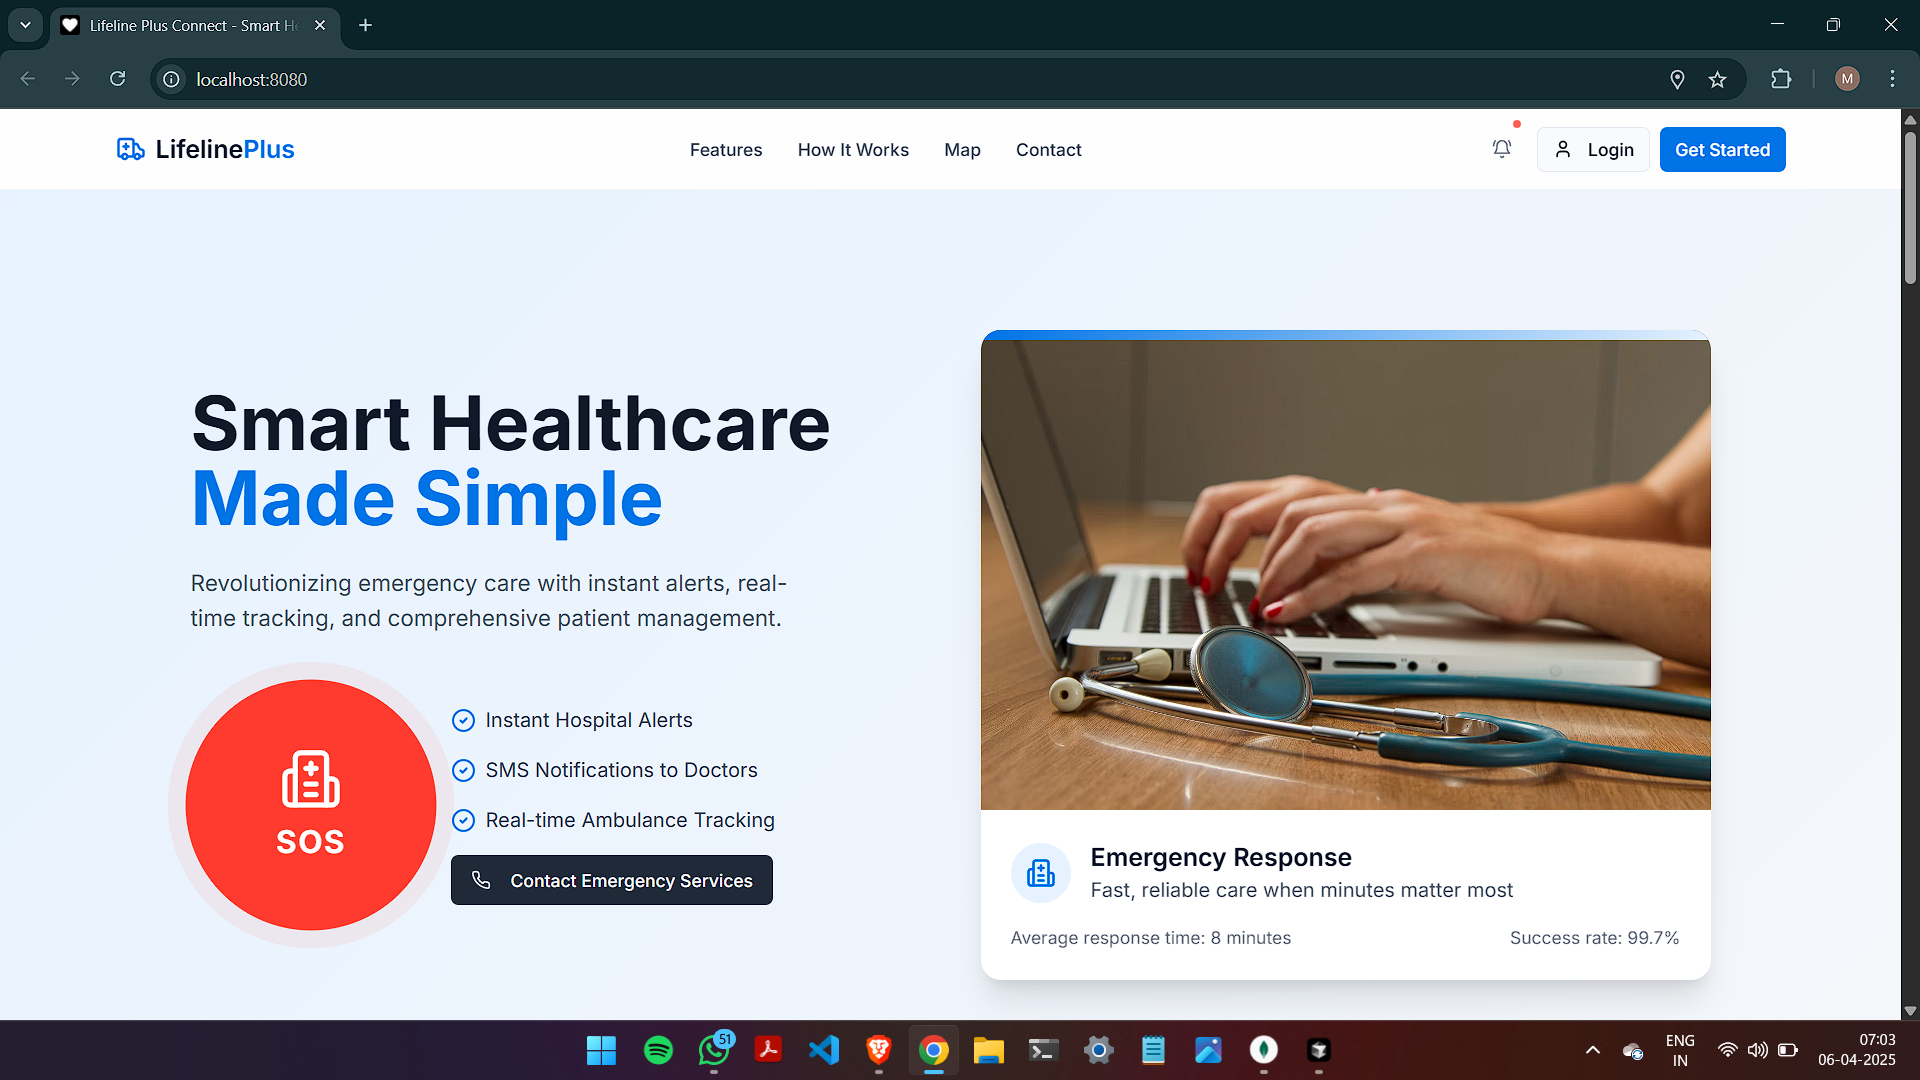 Lifeline Plus Connect - Smart He
localhost:8080
M
LifelinePlus
Features
How It Works
Map
Contact
Login
Get Started
Smart Healthcare
Made Simple
Revolutionizing emergency care with instant alerts, real-
time tracking, and comprehensive patient management.
SOS
Instant Hospital Alerts
SMS Notifications to Doctors
Real-time Ambulance Tracking
Contact Emergency Services
Emergency Response
Fast, reliable care when minutes matter most
Average response time: 8 minutes
Success rate: 99.7%
51
ENG
IN
07:03
06-04-2025